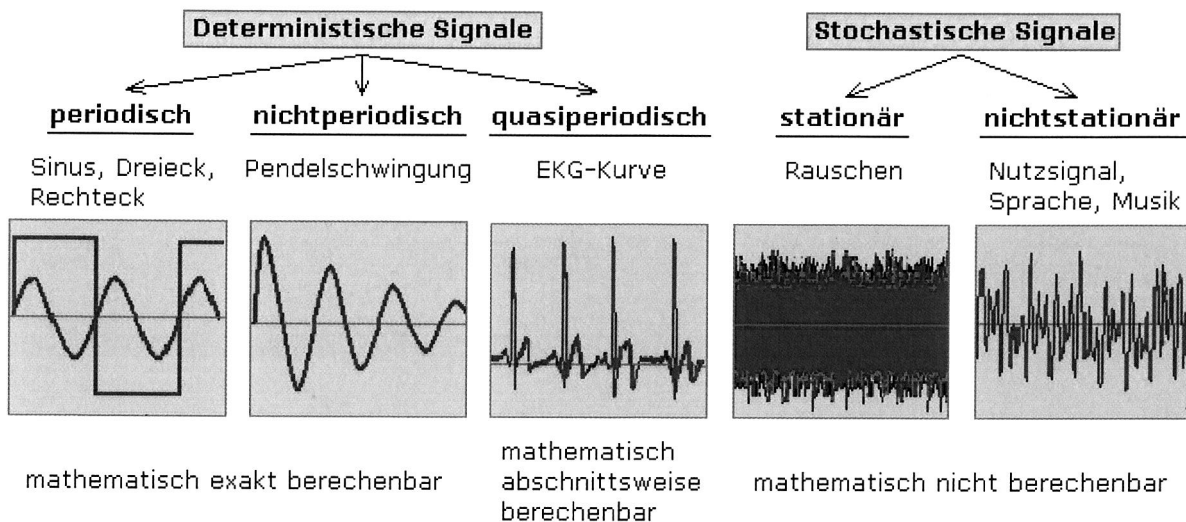 Deterministische Signale
Stochastische Signale
periodisch
nichtperiodisch
quasiperiodisch
stationär
nichtstationär
Sinus, Dreieck,
Rechteck
Pendelschwingung
EKG-Kurve
Rauschen
Nutzsignal,
Sprache, Musik
mathematisch exakt berechenbar
mathematisch
abschnittsweise
berechenbar
mathematisch nicht berechenbar